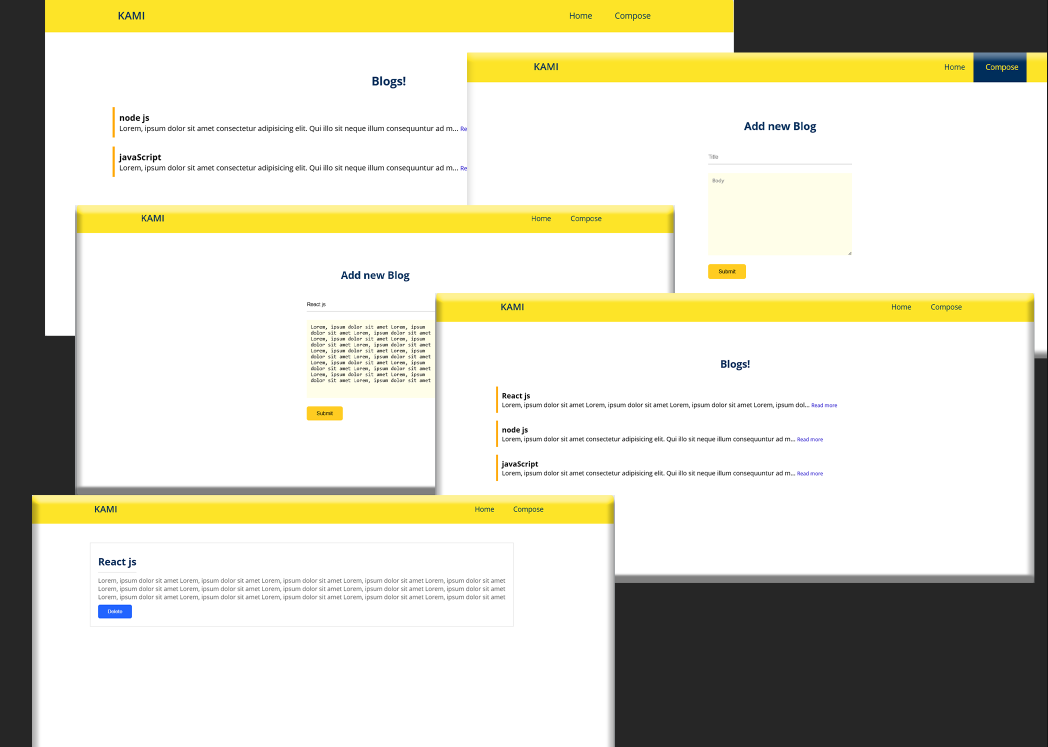 KAMI
Home Compose
Blogs!
node js
Lorem, ipsum dolor sit amet consectetur adipisicing elit. Qui illo sit neque illum consequuntur ad m... Re
javaScript
Lorem, ipsum dolor sit amet consectetur adipisicing elit. Qui illo sit neque illum consequuntur ad m... Re
KAMI
Home Compose
Add new Blog
Title
Body
Submit
KAMI
Home Compose
Add new Blog
React js
Lorem, ipsum dolor sit amet Lorem, ipsum
dolor sit amet Lorem, ipsum dolor sit amet
Lorem, ipsum dolor sit amet Lorem, ipsum
dolor sit amet Lorem, ipsum dolor sit amet
Lorem, ipsum dolor sit amet Lorem, ipsum
dolor sit amet Lorem, ipsum dolor sit amet
Lorem, ipsum dolor sit amet Lorem, ipsum
dolor sit amet Lorem, ipsum dolor sit amet
Lorem, ipsum dolor sit amet Lorem, ipsum
dolor sit amet Lorem, ipsum dolor sit amet
Submit
KAMI
Home Compose
Blogs!
React js
Lorem, ipsum dolor sit amet Lorem, ipsum dolor sit amet Lorem, ipsum dolor sit amet Lorem, ipsum dol... Read more
node js
Lorem, ipsum dolor sit amet consectetur adipisicing elit. Qui illo sit neque illum consequuntur ad m... Read more
javaScript
Lorem, ipsum dolor sit amet consectetur adipisicing elit. Qui illo sit neque illum consequuntur ad m... Read more
KAMI
Home Compose
React js
Lorem, ipsum dolor sit amet Lorem, ipsum dolor sit amet Lorem, ipsum dolor sit amet Lorem, ipsum dolor sit amet Lorem, ipsum dolor sit amet
Lorem, ipsum dolor sit amet Lorem, ipsum dolor sit amet Lorem, ipsum dolor sit amet Lorem, ipsum dolor sit amet Lorem, ipsum dolor sit amet
Lorem, ipsum dolor sit amet Lorem, ipsum dolor sit amet Lorem, ipsum dolor sit amet Lorem, ipsum dolor sit amet Lorem, ipsum dolor sit amet
Delete